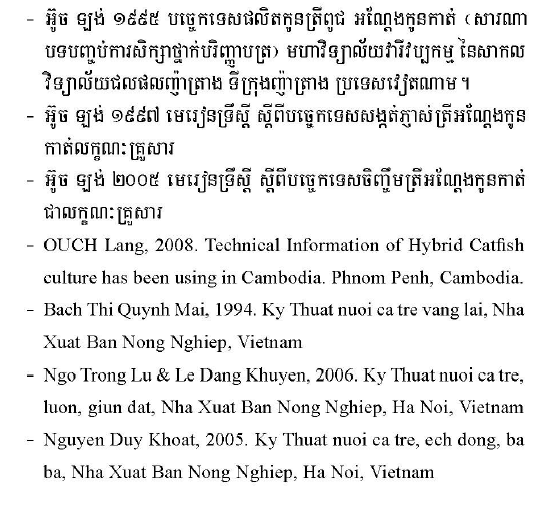 - អ៊ូច ឡង់ ១៩៩៥ បច្ចេកទេសផលិតកូនត្រីពូជ អណ្តែងកូនកាត់ (សារណា
បទបញ្ចប់ការសិក្សាថ្នាក់បរិញ្ញាបត្រ) មហាវិទ្យាល័យវារីវប្បកម្ម នៃសាកល
វិទ្យាល័យជលផលញ៉ាត្រាង ទីក្រុងញ៉ាត្រាង ប្រទេសវៀតណាម។
- អ៊ូច ឡង់ ១៩៩៧ មេរៀនទ្រឹស្តី ស្តីពីបច្ចេកទេសសង្កត់ភ្ញាស់ត្រីអណ្តែងកូន
កាត់លក្ខណៈគ្រួសារ
- អ៊ូច ឡង់ ២០០៥ មេរៀនទ្រឹស្តី ស្តីពីបច្ចេកទេសចិញ្ចឹមត្រីអណ្តែងកូនកាត់
ជាលក្ខណៈគ្រួសារ
- OUCH Lang, 2008. Technical Information of Hybrid Catfish
culture has been using in Cambodia. Phnom Penh, Cambodia.
- Bach Thi Quynh Mai, 1994. Ky Thuat nuoi ca tre vang lai, Nha
Xuat Ban Nong Nghiep, Vietnam
- Ngo Trong Lu & Le Dang Khuyen, 2006. Ky Thuat nuoi ca tre,
luon, giun dat, Nha Xuat Ban Nong Nghiep, Ha Noi, Vietnam
- Nguyen Duy Khoat, 2005. Ky Thuat nuoi ca tre, ech dong, ba
ba, Nha Xuat Ban Nong Nghiep, Ha Noi, Vietnam